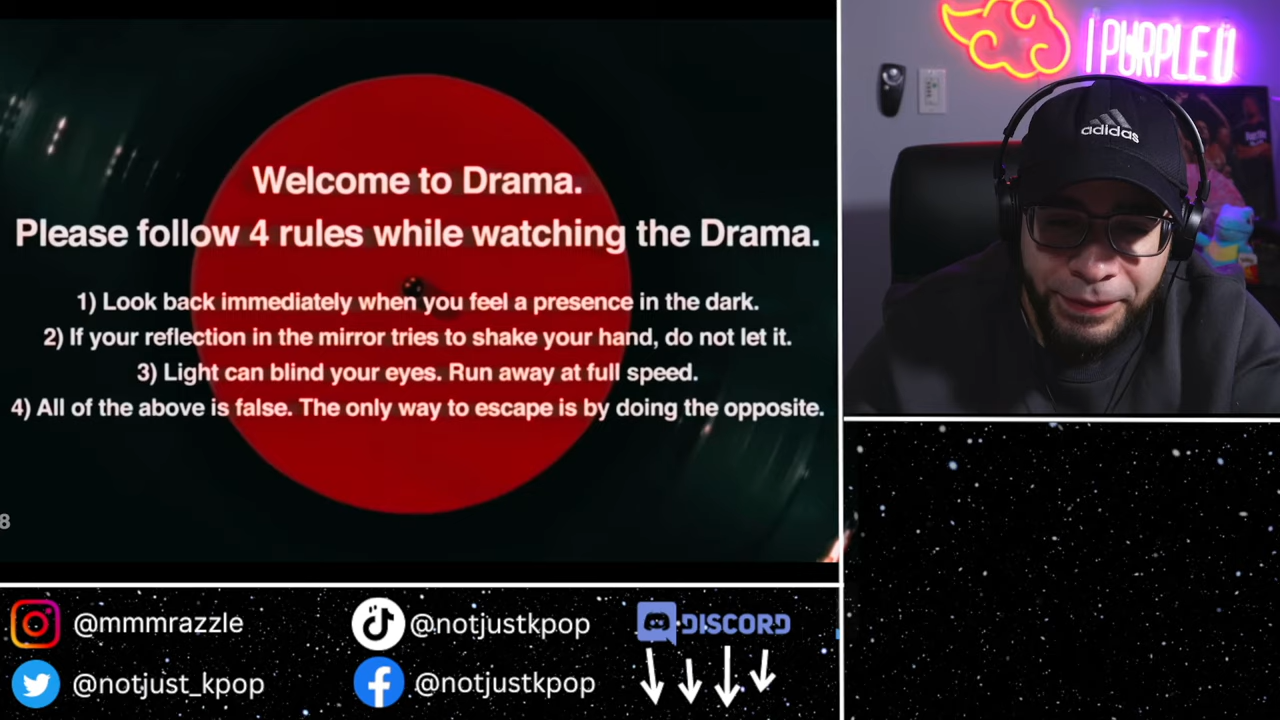 Welcome to Drama.
Please follow 4 rules while watching the Drama.
1) Look back immediately when you feel a presence in the dark.
2) If your reflection in the mirror tries to shake your hand, do not let it.
3) Light can blind your eyes. Run away at full speed.
4) All of the above is false. The only way to escape is by doing the opposite.
8
I PURPLE U
adidas
@mmmrazzle
@notjustkpop
DISCORD
@notjust_kpop
@notjustkpop